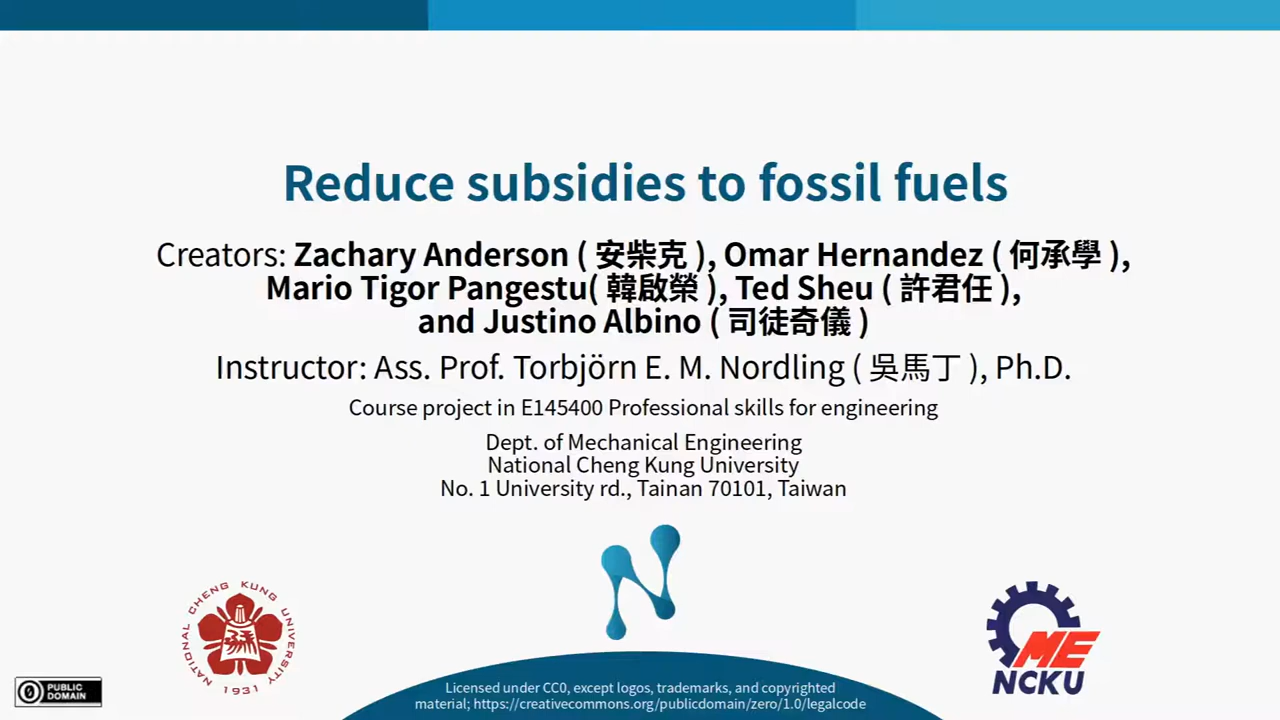 Reduce subsidies to fossil fuels
Creators: Zachary Anderson ( 安柴克 ), Omar Hernandez ( 何承學 ),
Mario Tigor Pangestu( 韓啟榮 ), Ted Sheu ( 許君任 ),
and Justino Albino ( 司徒奇儀 )
Instructor: Ass. Prof. Torbjörn E. M. Nordling ( 吳馬丁 ), Ph.D.
Course project in E145400 Professional skills for engineering
Dept. of Mechanical Engineering
National Cheng Kung University
No. 1 University rd., Tainan 70101, Taiwan
NATIONAL CHENG KUNG UNIVERSITY
1931
ME
NCKU
PUBLIC
DOMAIN
Licensed under CC0, except logos, trademarks, and copyrighted
material; https://creativecommons.org/publicdomain/zero/1.0/legalcode